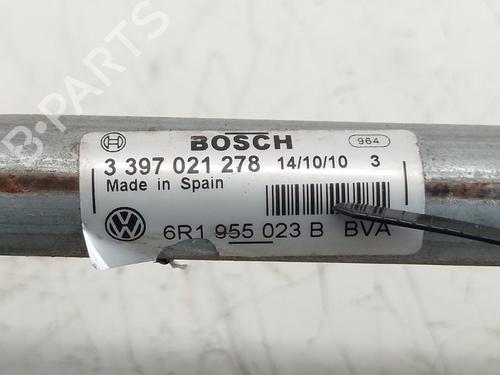 BOSCH
964
3 397 021 278 14/10/10 3
Made in Spain
6R1 955 023 B BVA
B-PARTS